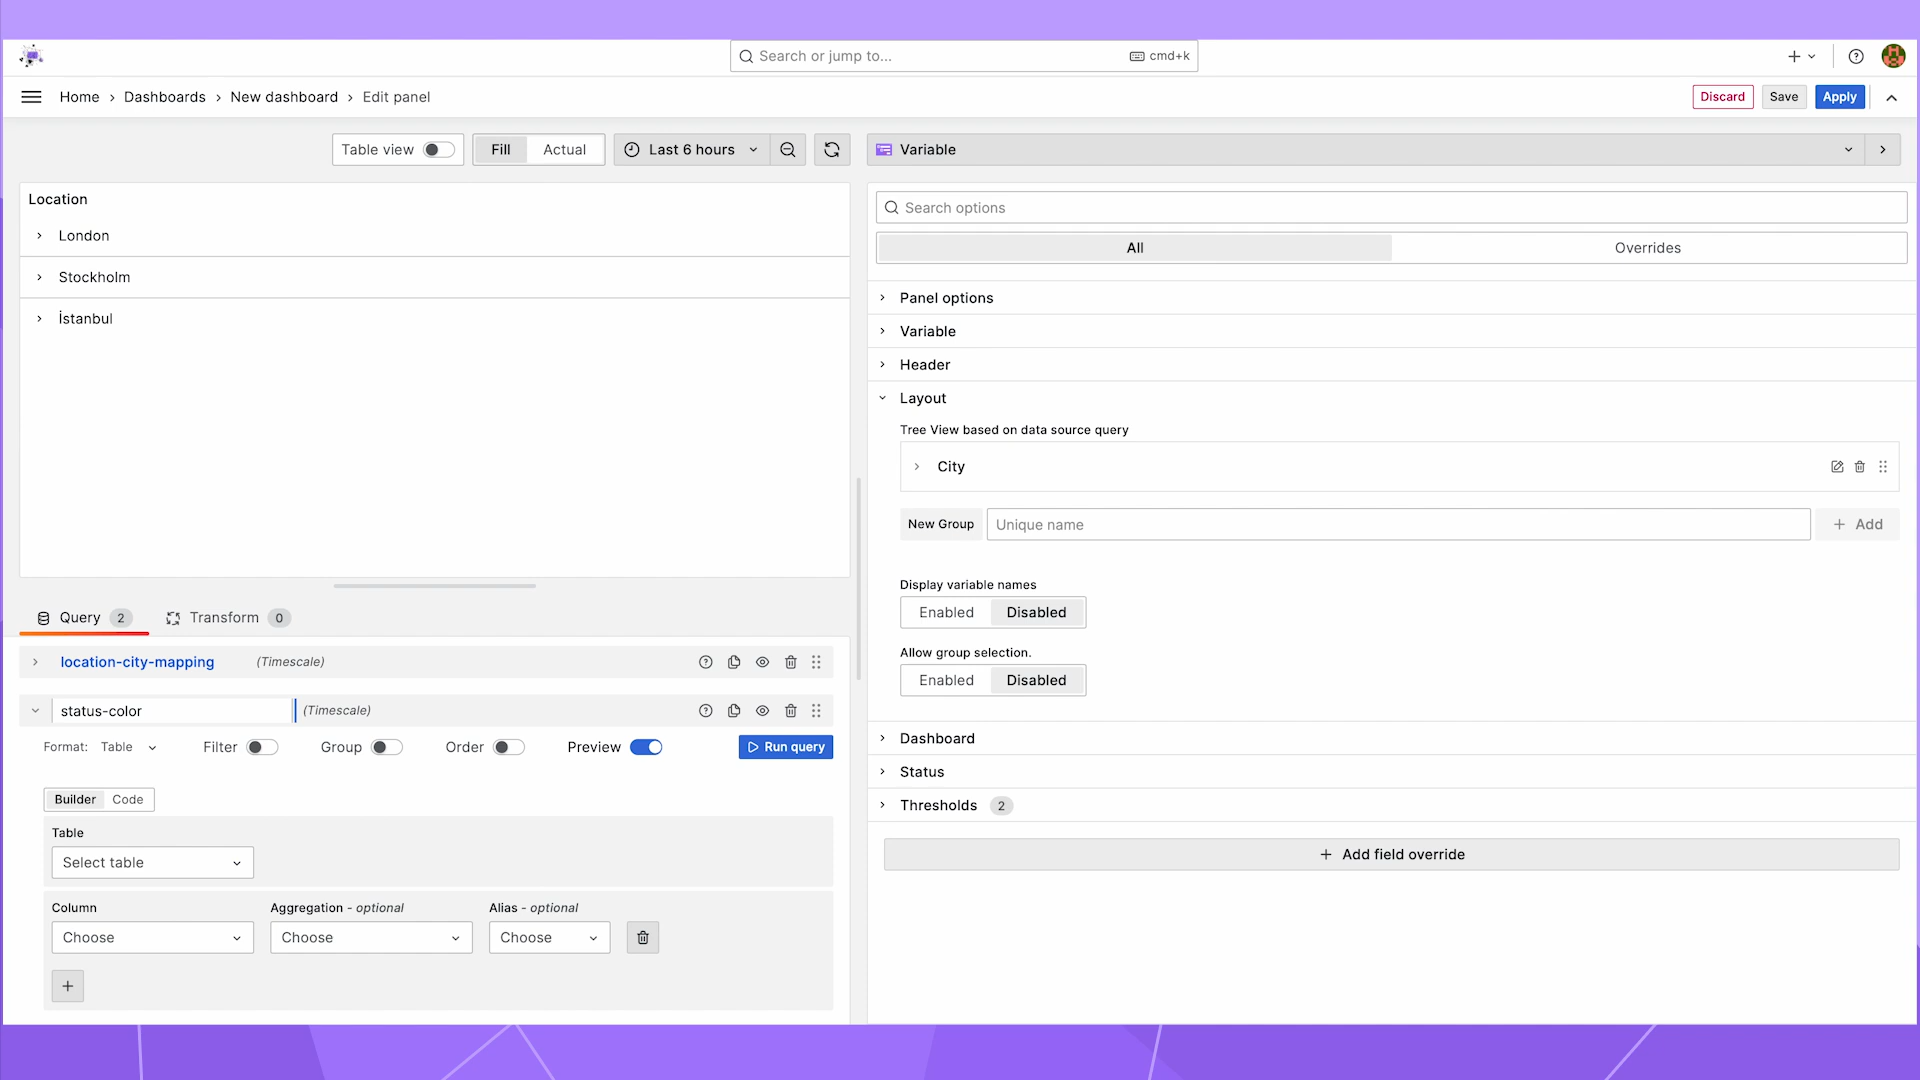 Search or jump to...
cmd+k
Home › Dashboards › New dashboard › Edit panel
Discard
Save
Apply
Table view
Fill
Actual
Last 6 hours
Variable
Location
London
Stockholm
İstanbul
Search options
All
Overrides
Panel options
Variable
Header
Layout
Tree View based on data source query
City
New Group
Unique name
Add
Display variable names
Enabled
Disabled
Allow group selection.
Enabled
Disabled
Dashboard
Status
Thresholds 2
Add field override
Query 2
Transform 0
location-city-mapping (Timescale)
status-color (Timescale)
Format: Table
Filter
Group
Order
Preview
Run query
Builder
Code
Table
Select table
Column
Aggregation - optional
Alias - optional
Choose
Choose
Choose